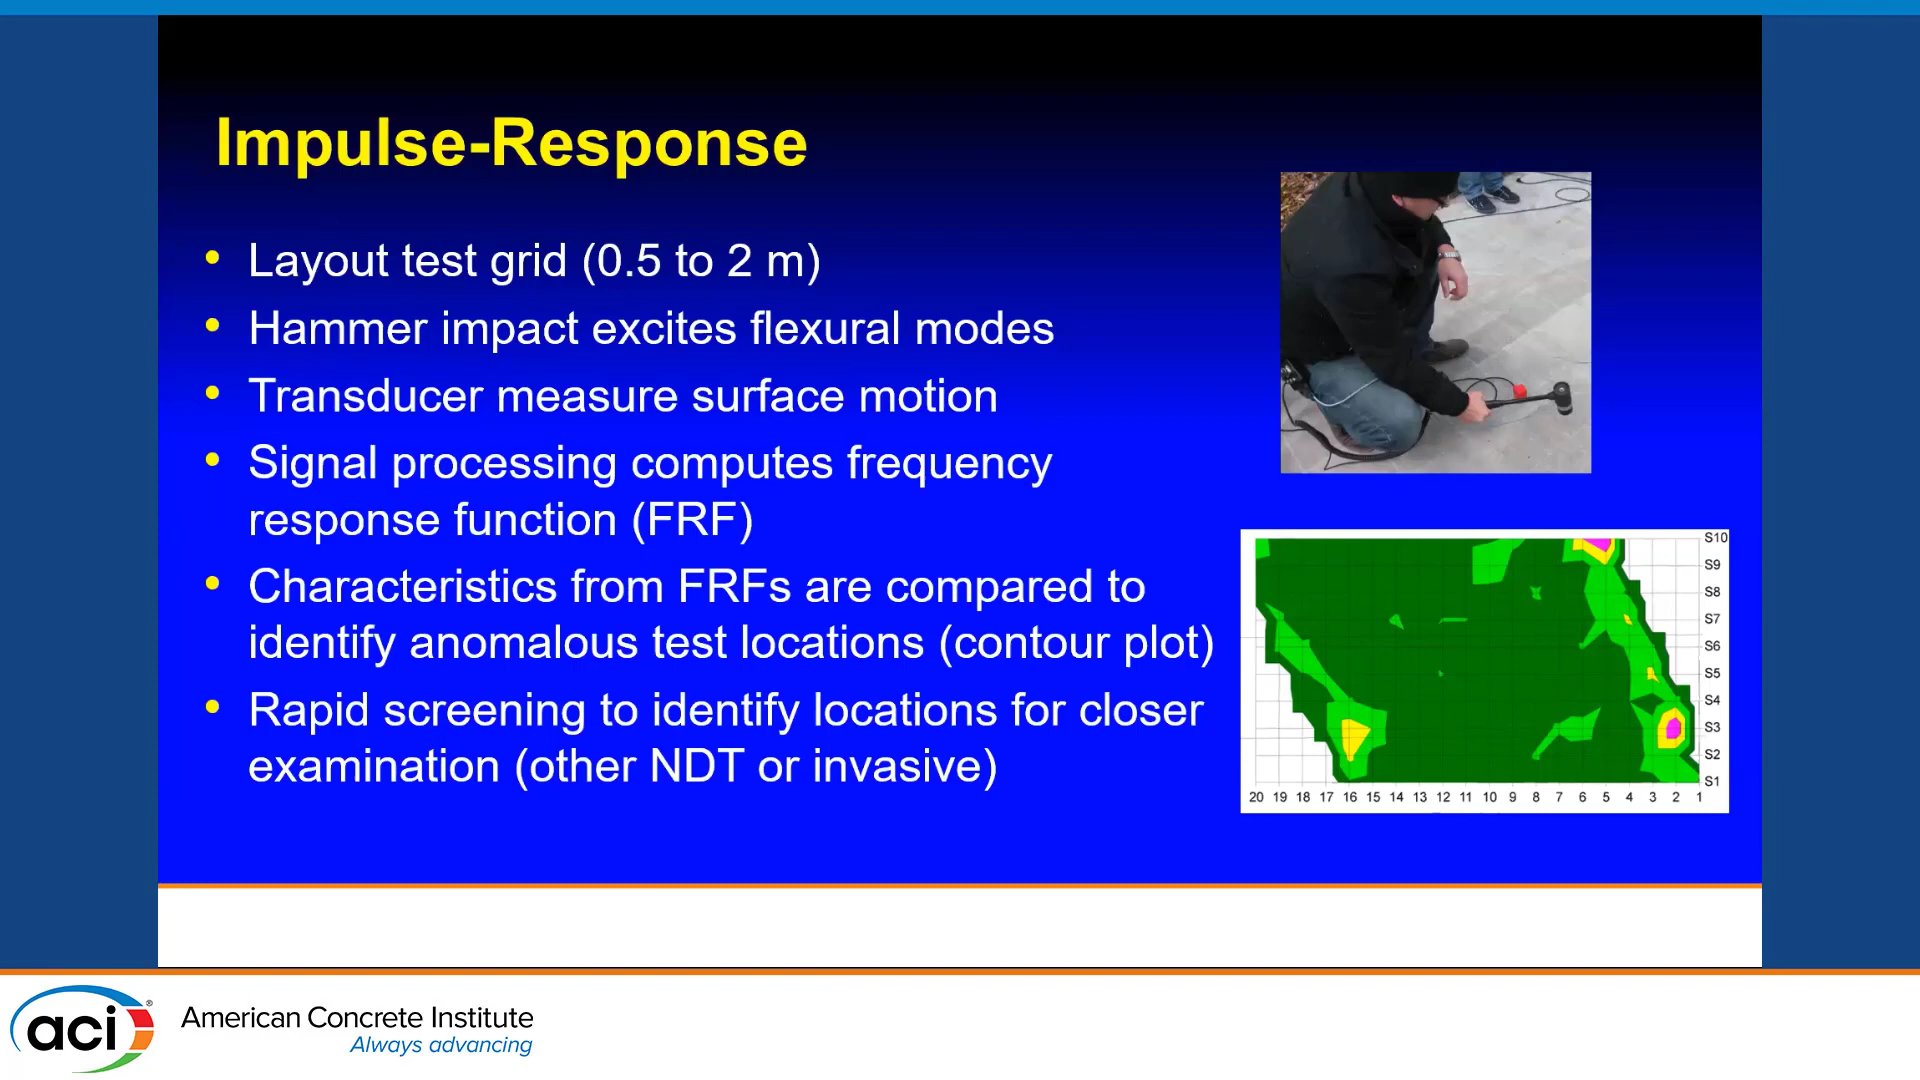 Impulse-Response
• Layout test grid (0.5 to 2 m)
• Hammer impact excites flexural modes
• Transducer measure surface motion
• Signal processing computes frequency
response function (FRF)
• Characteristics from FRFs are compared to
identify anomalous test locations (contour plot)
• Rapid screening to identify locations for closer
examination (other NDT or invasive)
S10
S9
S8
S7
S6
S5
S4
S3
S2
S1
20 19 18 17 16 15 14 13 12 11 10 9 8 7 6 5 4 3 2 1
aci®
American Concrete Institute
Always advancing